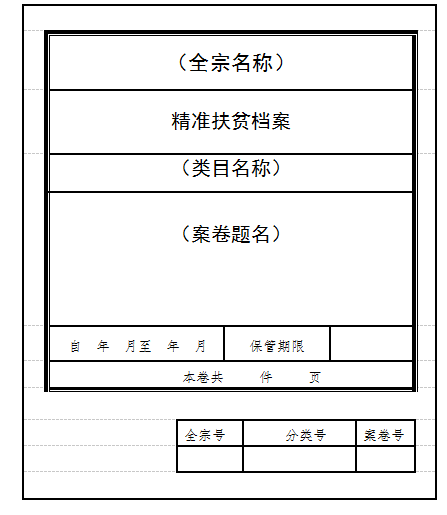 （全宗名称）
精准扶贫档案
（类目名称）
（案卷题名）
自 年 月至 年 月 保管期限
本卷共 件 页
全宗号 分类号 案卷号